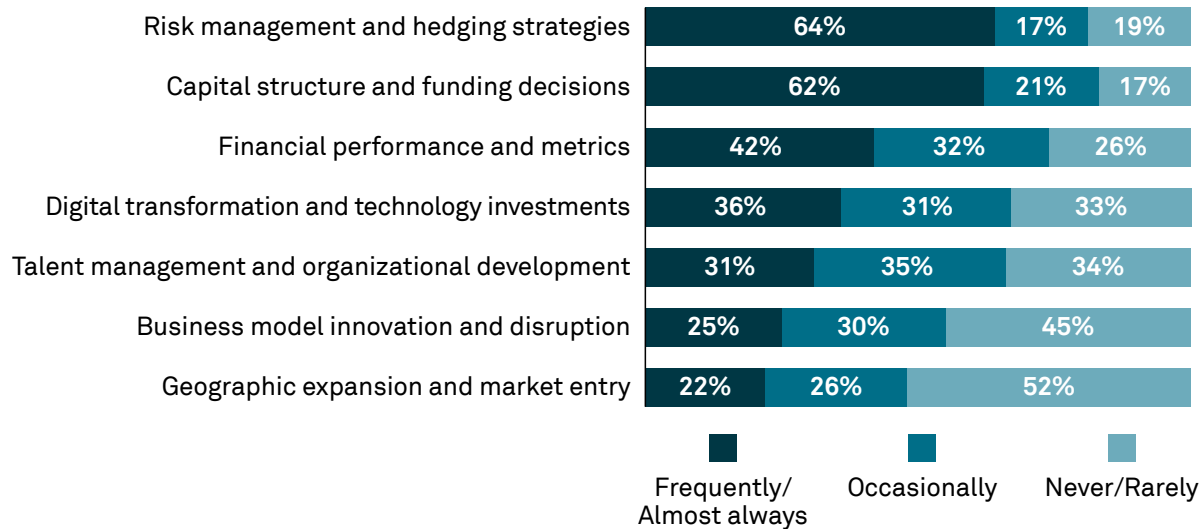 Risk management and hedging strategies 64% 17% 19%
Capital structure and funding decisions 62% 21% 17%
Financial performance and metrics 42% 32% 26%
Digital transformation and technology investments 36% 31% 33%
Talent management and organizational development 31% 35% 34%
Business model innovation and disruption 25% 30% 45%
Geographic expansion and market entry 22% 26% 52%
Frequently/ Occasionally Never/Rarely
Almost always